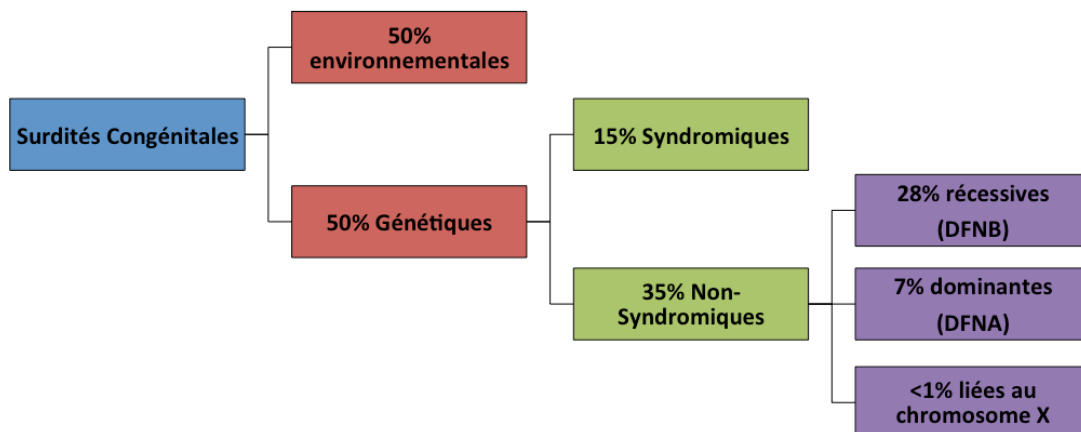 50%
environnementales
Surdités Congénitales
15% Syndromiques
50% Génétiques
28% récessives
(DFNB)
35% Non-
Syndromiques
7% dominantes
(DFNA)
<1% liées au
chromosome X